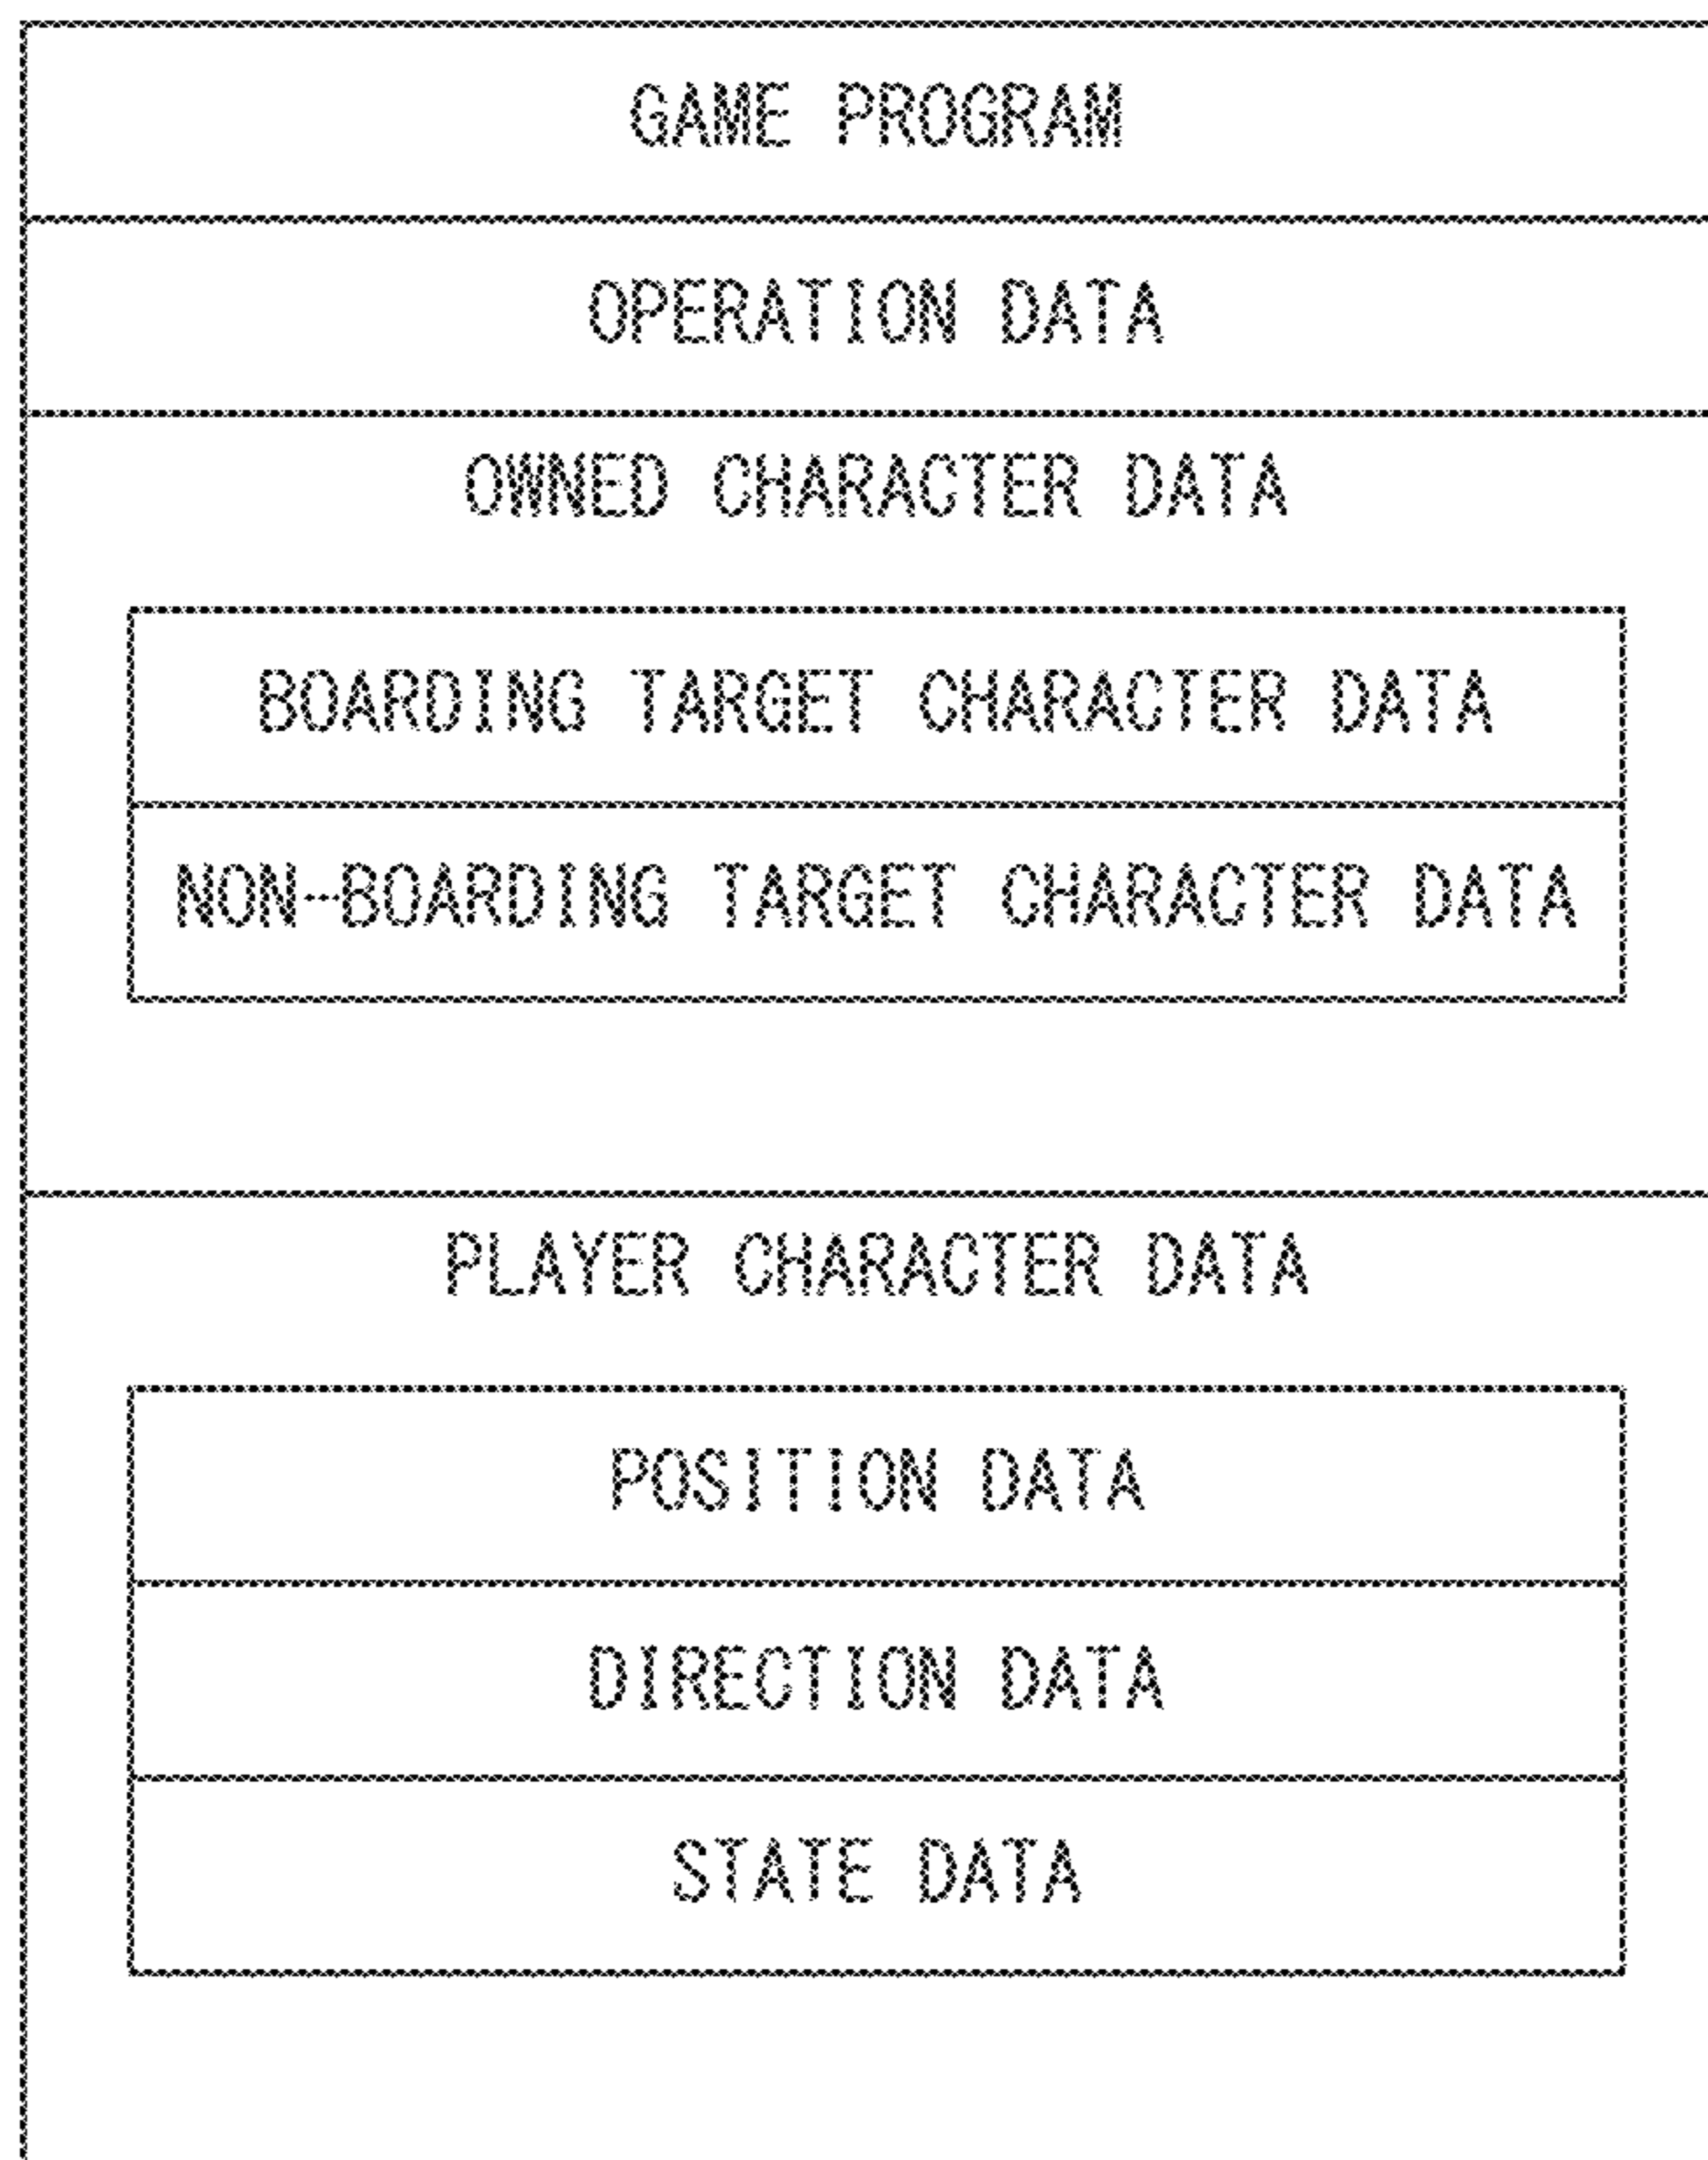 GAME PROGRAM
OPERATION DATA
OWNED CHARACTER DATA
BOARDING TARGET CHARACTER DATA
NON-BOARDING TARGET CHARACTER DATA
PLAYER CHARACTER DATA
POSITION DATA
DIRECTION DATA
STATE DATA